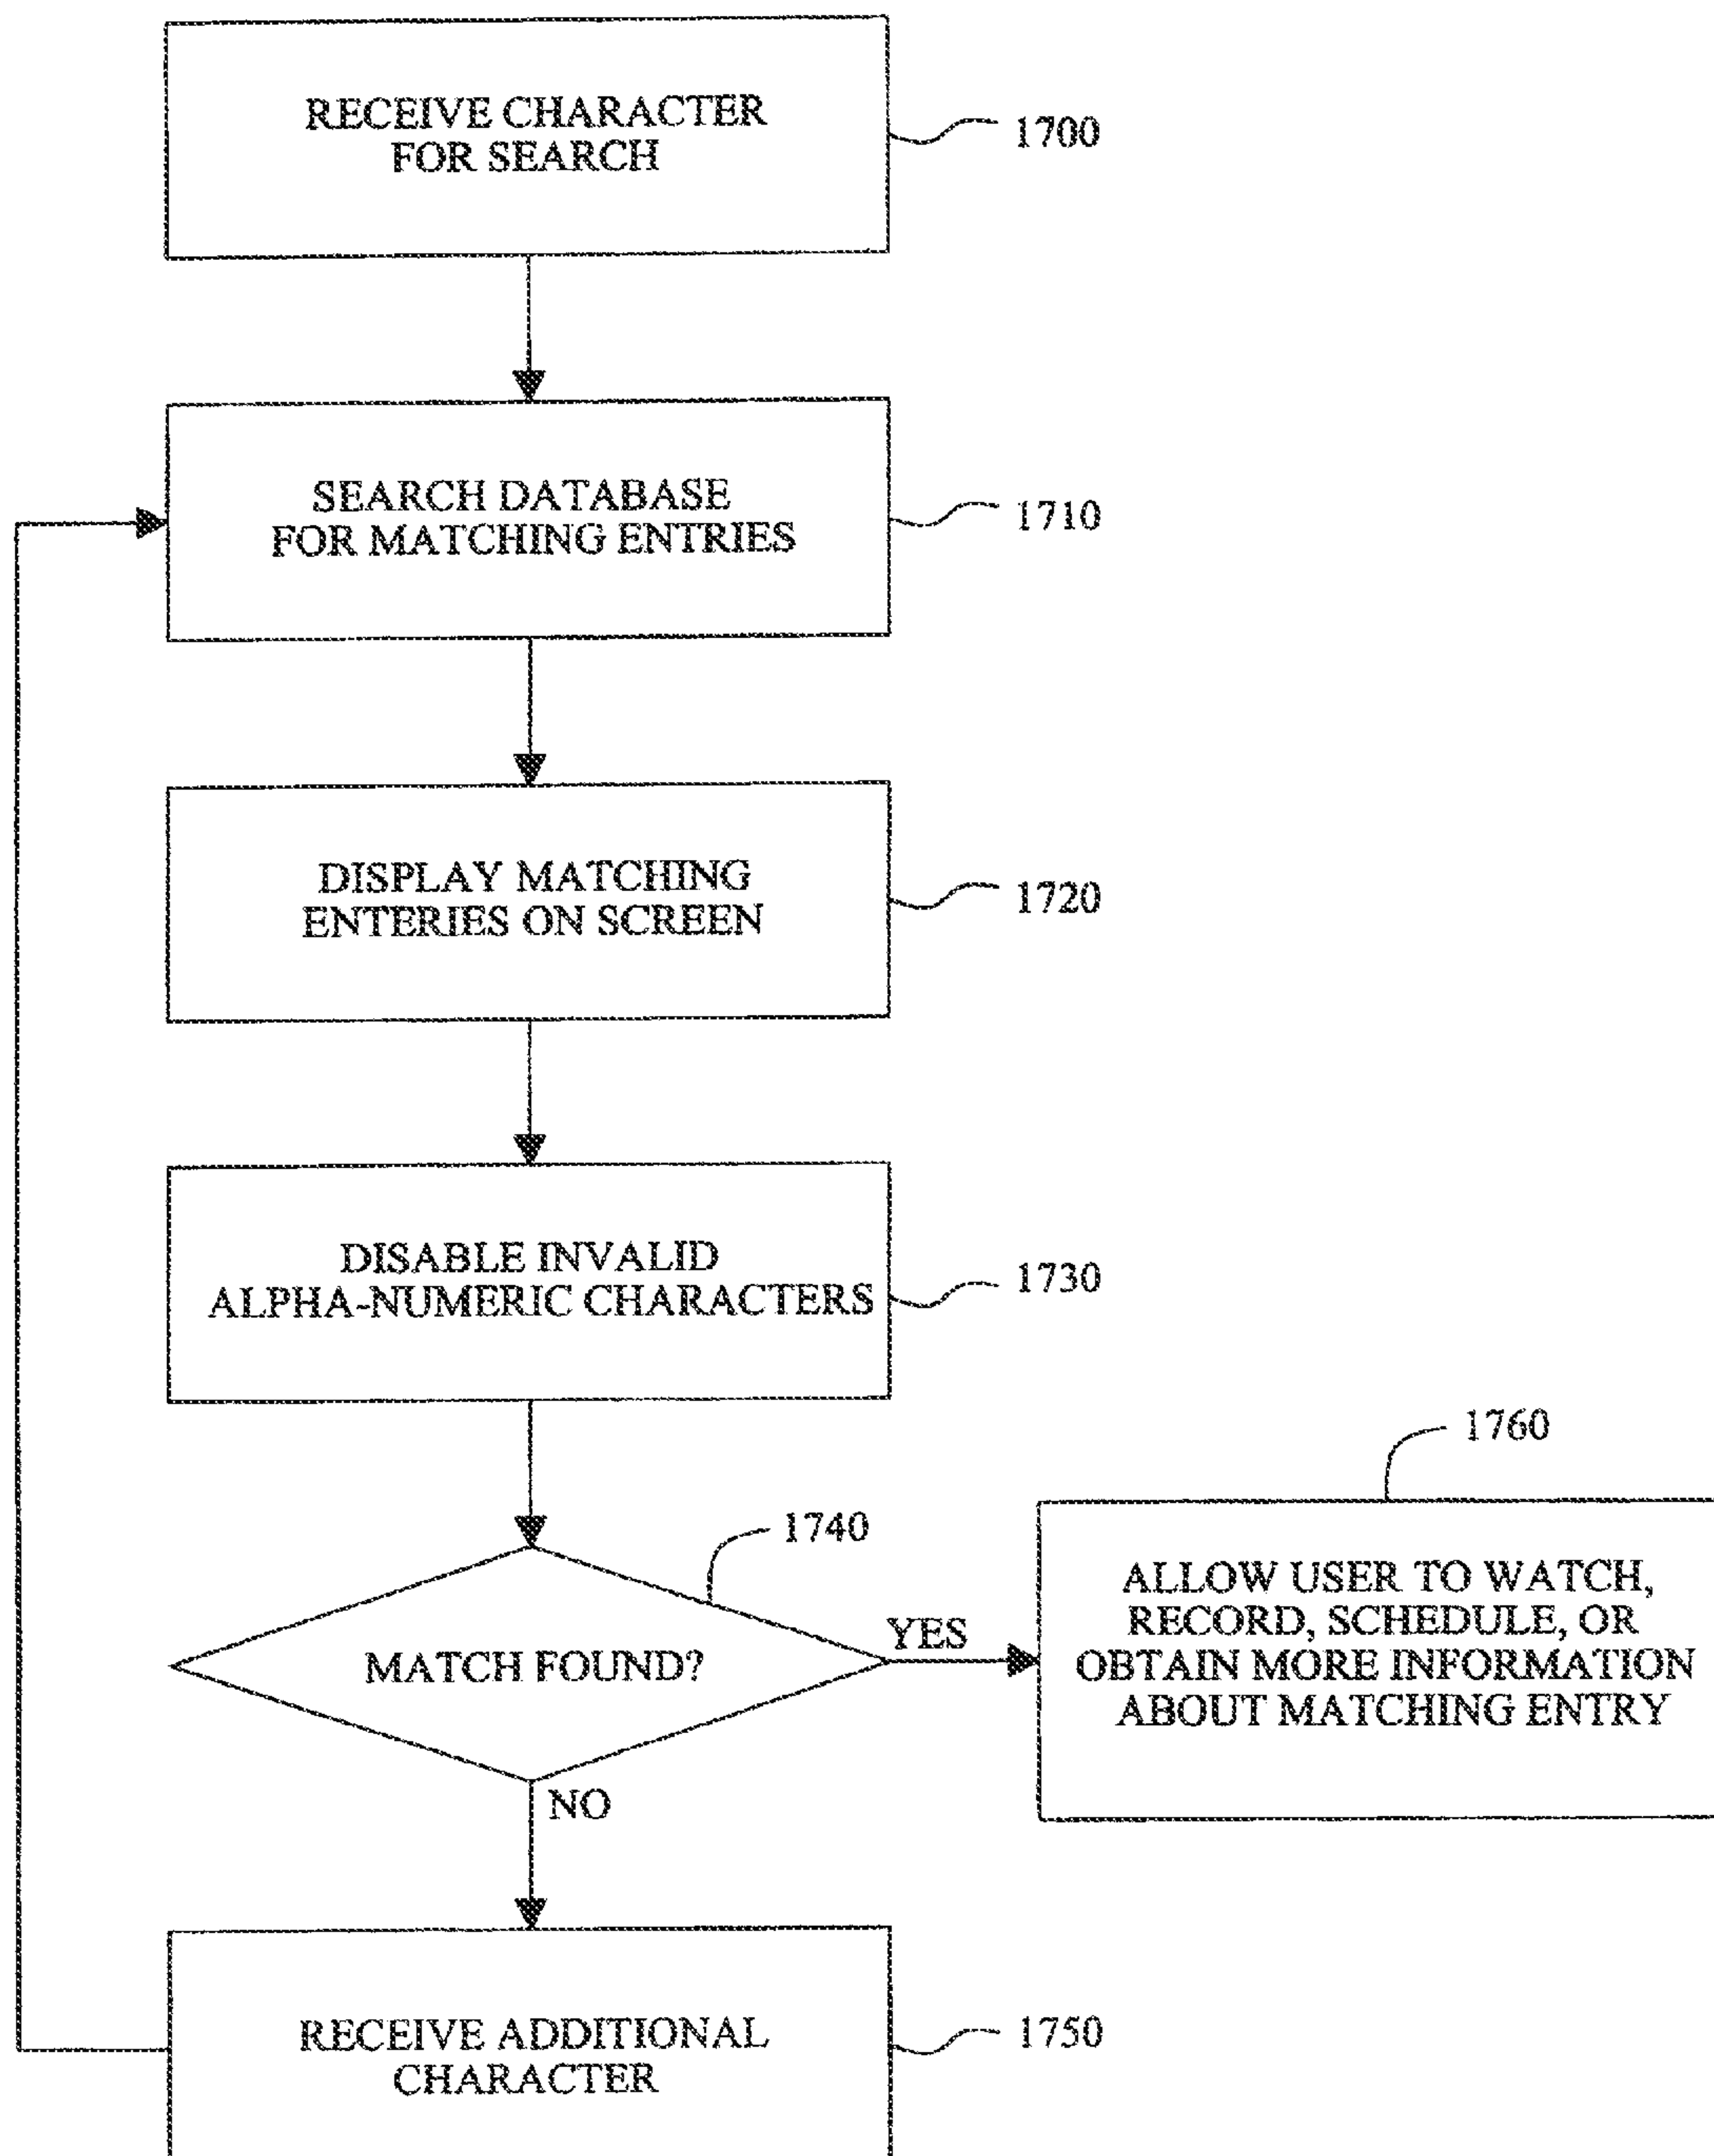 RECEIVE CHARACTER
FOR SEARCH
1700
SEARCH DATABASE
FOR MATCHING ENTRIES
1710
DISPLAY MATCHING
ENTERIES ON SCREEN
1720
DISABLE INVALID
ALPHA-NUMERIC CHARACTERS
1730
1740
MATCH FOUND?
YES
NO
1760
ALLOW USER TO WATCH,
RECORD, SCHEDULE, OR
OBTAIN MORE INFORMATION
ABOUT MATCHING ENTRY
RECEIVE ADDITIONAL
CHARACTER
1750